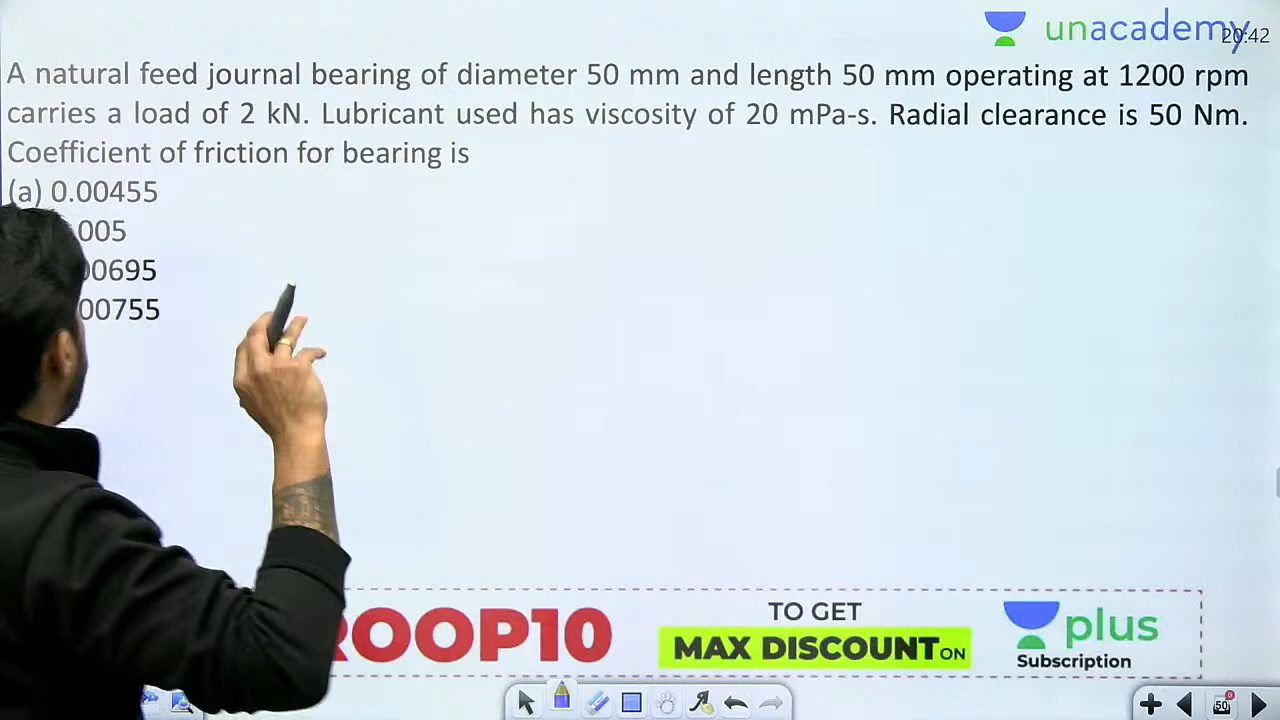 unacademy
20:42
A natural feed journal bearing of diameter 50 mm and length 50 mm operating at 1200 rpm
carries a load of 2 kN. Lubricant used has viscosity of 20 mPa-s. Radial clearance is 50 Nm.
Coefficient of friction for bearing is
(a) 0.00455
.005
00695
00755
ROOP10
TO GET
MAX DISCOUNT ON
plus
Subscription
50
0